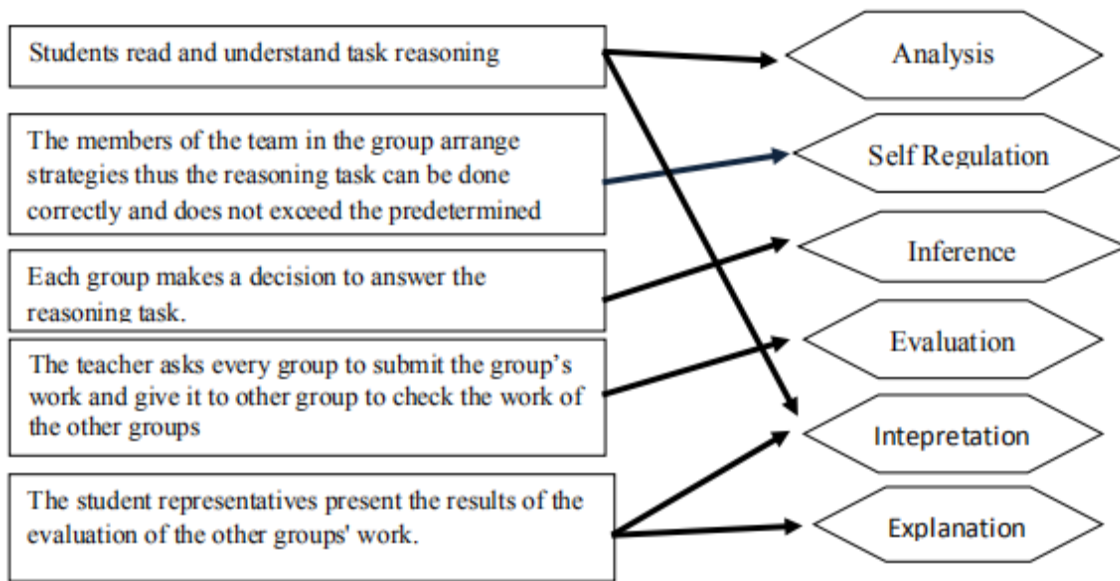 Students read and understand task reasoning
Analysis
The members of the team in the group arrange
strategies thus the reasoning task can be done
correctly and does not exceed the predetermined
Self Regulation
Each group makes a decision to answer the
reasoning task.
Inference
The teacher asks every group to submit the group's
work and give it to other group to check the work of
the other groups
Evaluation
Intepretation
The student representatives present the results of the
evaluation of the other groups' work.
Explanation